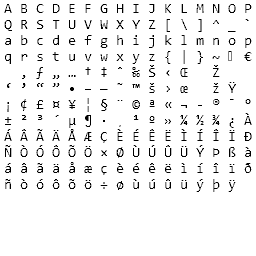 A B C D E F G H I J K L M N O P
Q R S T U V W X Y Z [ \ ] ^ _ `
a b c d e f g h i j k l m n o p
q r s t u v w x y z { | } ~ €
‚ ƒ „ … † ‡ ˆ ‰ Š ‹ Œ Ž
‘ ’ “ ” • – — ˜ ™ š › œ ž Ÿ
¡ ¢ £ ¤ ¥ ¦ § ¨ © ª « ¬ - ® ¯ °
± ² ³ ´ µ ¶ · ¸ ¹ º » ¼ ½ ¾ ¿ À
Á Â Ã Ä Å Æ Ç È É Ê Ë Ì Í Î Ï Ð
Ñ Ò Ó Ô Õ Ö × Ø Ù Ú Û Ü Ý Þ ß à
á â ã ä å æ ç è é ê ë ì í î ï ð
ñ ò ó ô õ ö ÷ ø ù ú û ü ý þ ÿ